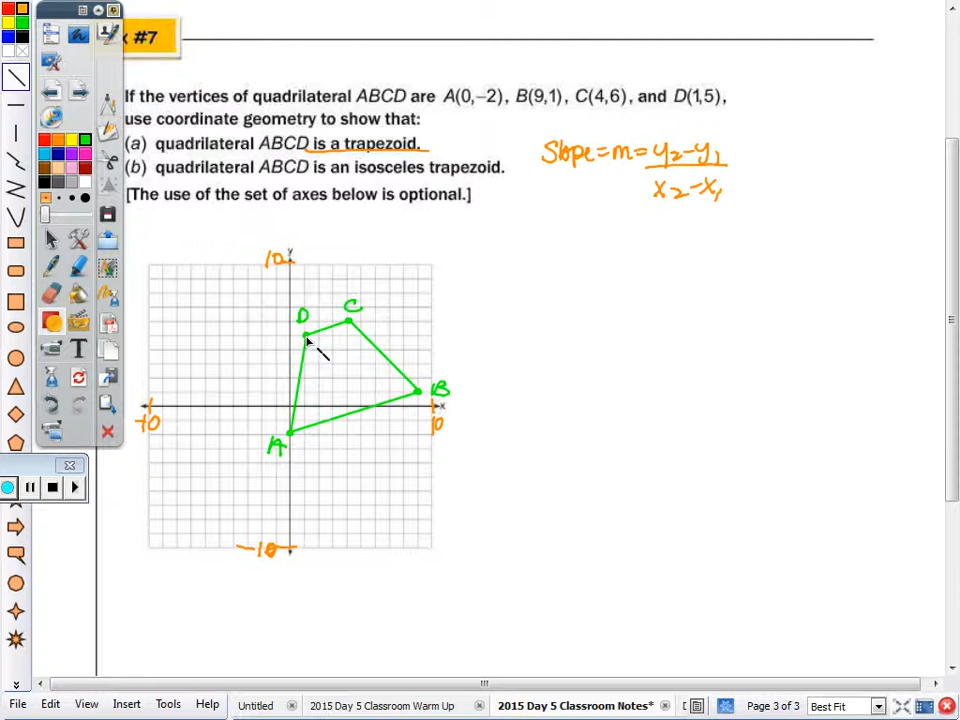 x #7
If the vertices of quadrilateral ABCD are A(0,−2), B(9,1), C(4,6), and D(1,5),
use coordinate geometry to show that:
(a) quadrilateral ABCD is a trapezoid.
(b) quadrilateral ABCD is an isosceles trapezoid.
[The use of the set of axes below is optional.]
Slope = m = y₂−y₁
x₂−x₁
10
y
D
C
B
x
-10
10
A
-10
T
File Edit View Insert Tools Help
Untitled
2015 Day 5 Classroom Warm Up
2015 Day 5 Classroom Notes*
Page 3 of 3
Best Fit